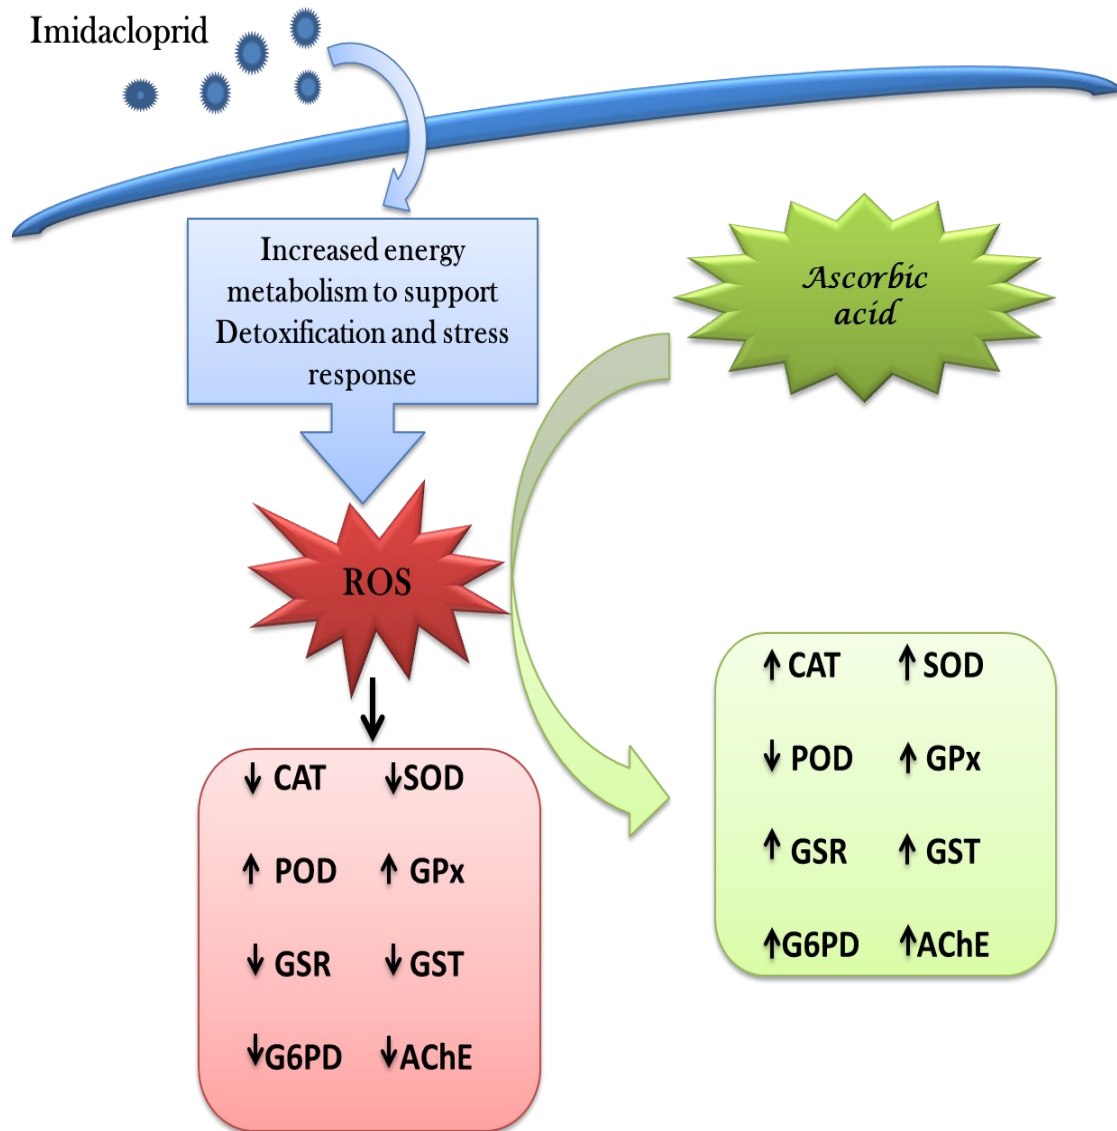 Imidacloprid
Increased energy
metabolism to support
Detoxification and stress
response
Ascorbic
acid
ROS
↑ CAT ↑ SOD
↓ POD ↑ GPx
↑ GSR ↑ GST
↑G6PD ↑AChE
↓ CAT ↓SOD
↑ POD ↑ GPx
↓ GSR ↓ GST
↓G6PD ↓AChE